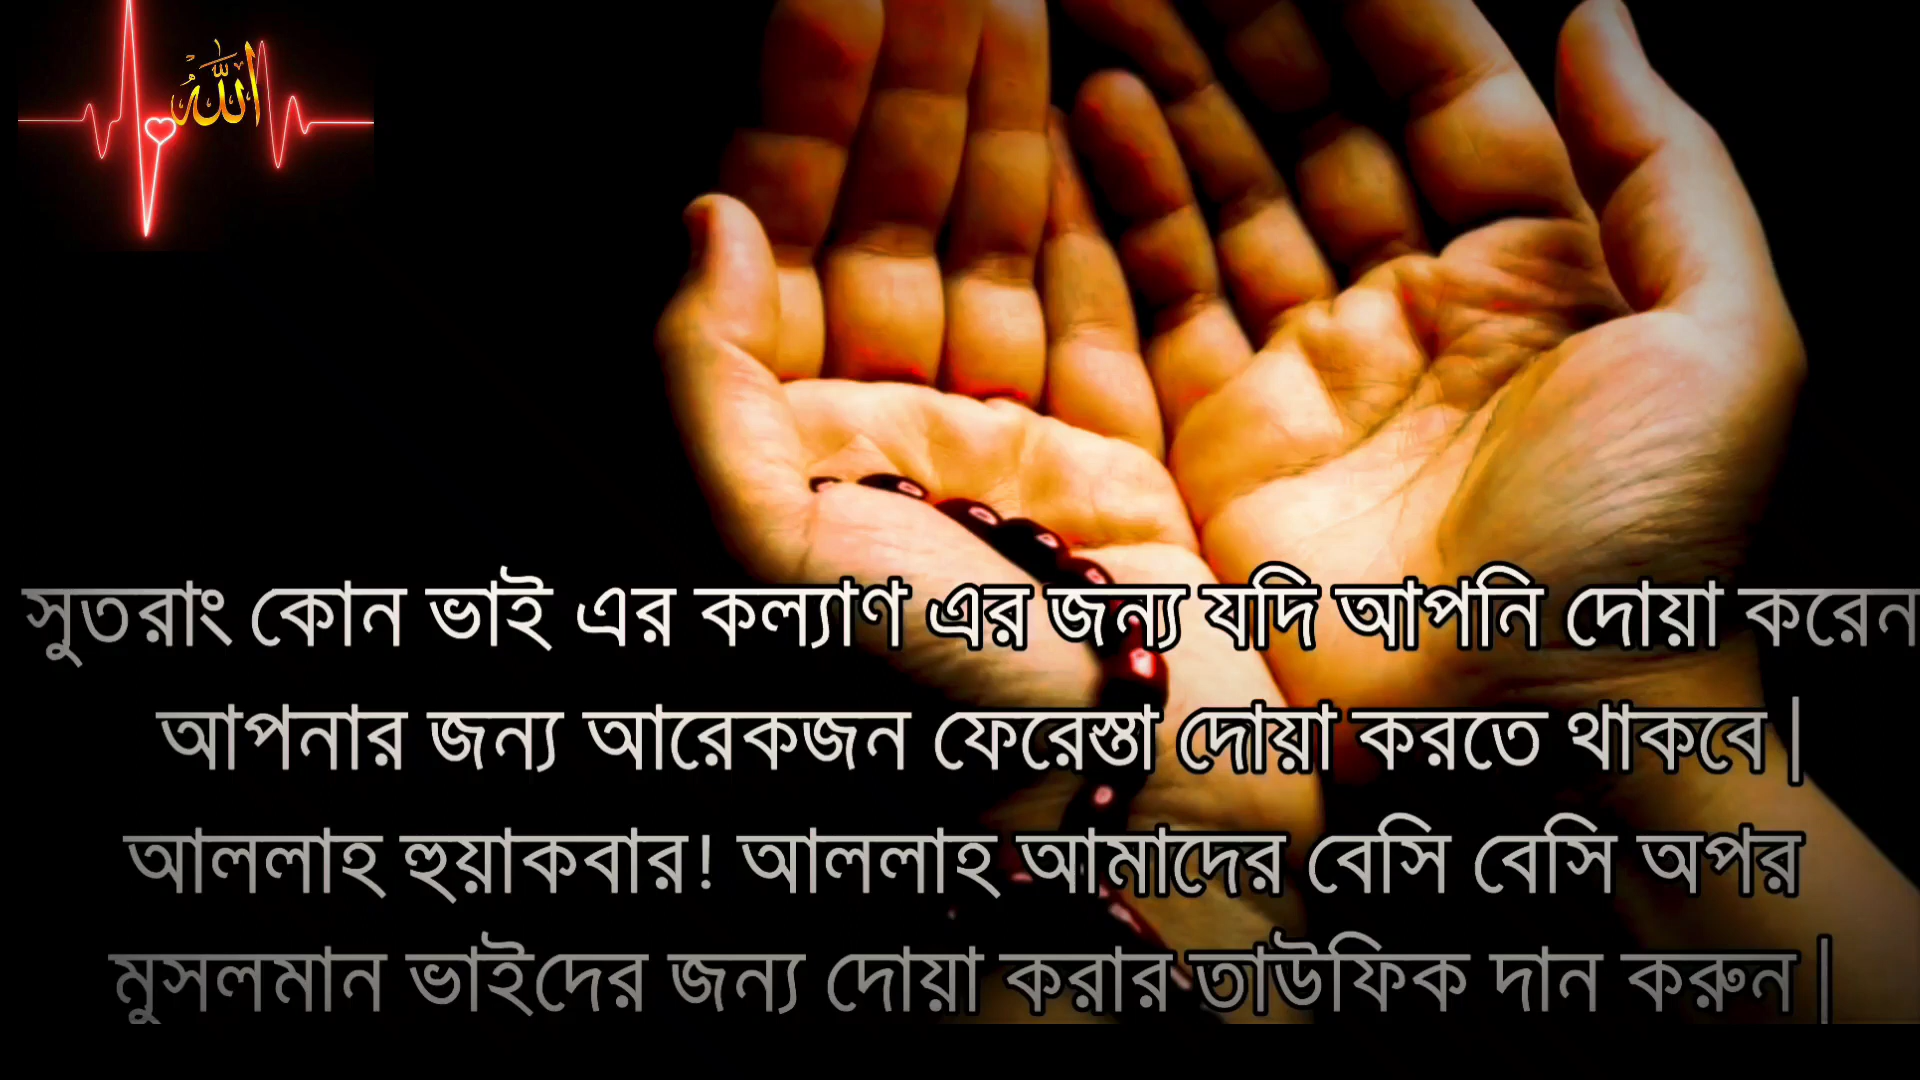 الله
সুতরাং কোন ভাই এর কল্যাণ এর জন্য যদি আপনি দোয়া করেন
আপনার জন্য আরেকজন ফেরেস্তা দোয়া করতে থাকবে|
আললাহ হুয়াকবার! আললাহ আমাদের বেসি বেসি অপর
মুসলমান ভাইদের জন্য দোয়া করার তাউফিক দান করুন|